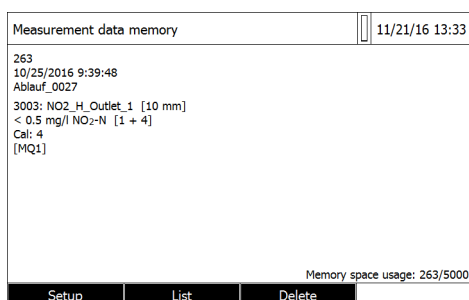 Measurement data memory
11/21/16 13:33
263
10/25/2016 9:39:48
Ablauf_0027
3003: NO2_H_Outlet_1 [10 mm]
< 0.5 mg/l NO2-N [1 + 4]
Cal: 4
[MQ1]
Memory space usage: 263/5000
Setup List Delete